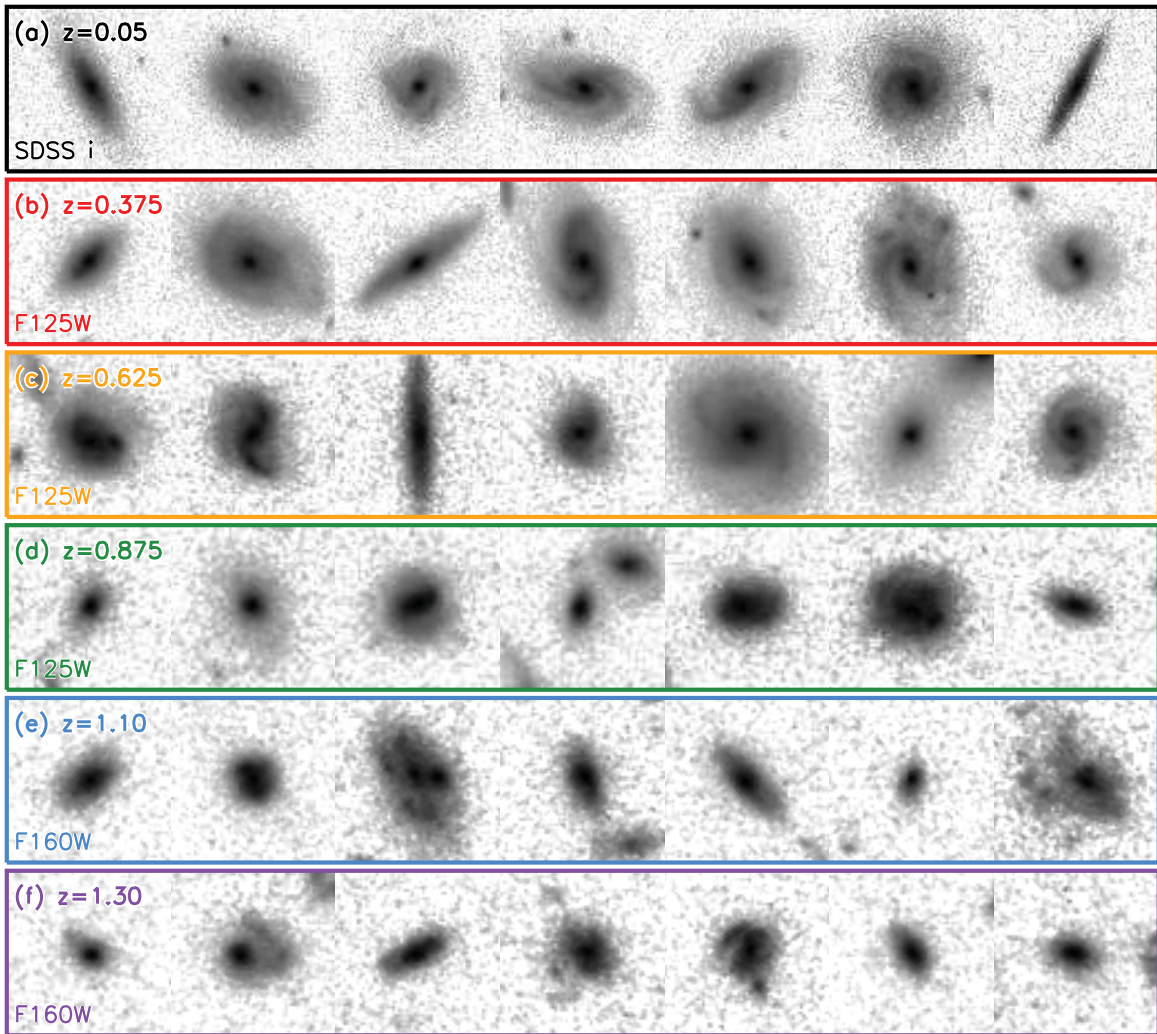 (a) z=0.05
SDSS i
(b) z=0.375
F125W
(c) z=0.625
F125W
(d) z=0.875
F125W
(e) z=1.10
F160W
(f) z=1.30
F160W